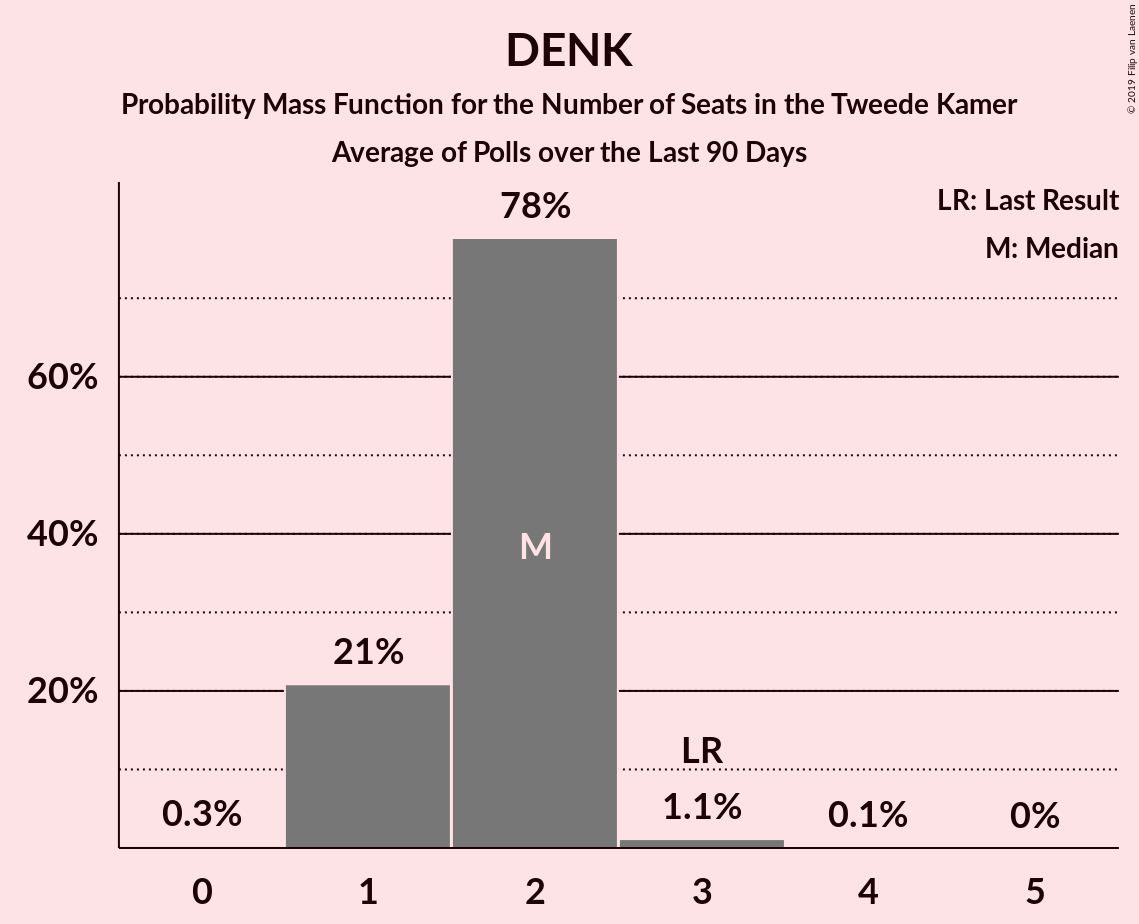 DENK
Probability Mass Function for the Number of Seats in the Tweede Kamer
Average of Polls over the Last 90 Days
© 2019 Filip van Laenen
LR: Last Result
M: Median
78%
60%
40%
M
21%
20%
LR
0.3%
1.1%
0.1%
0%
0 1 2 3 4 5